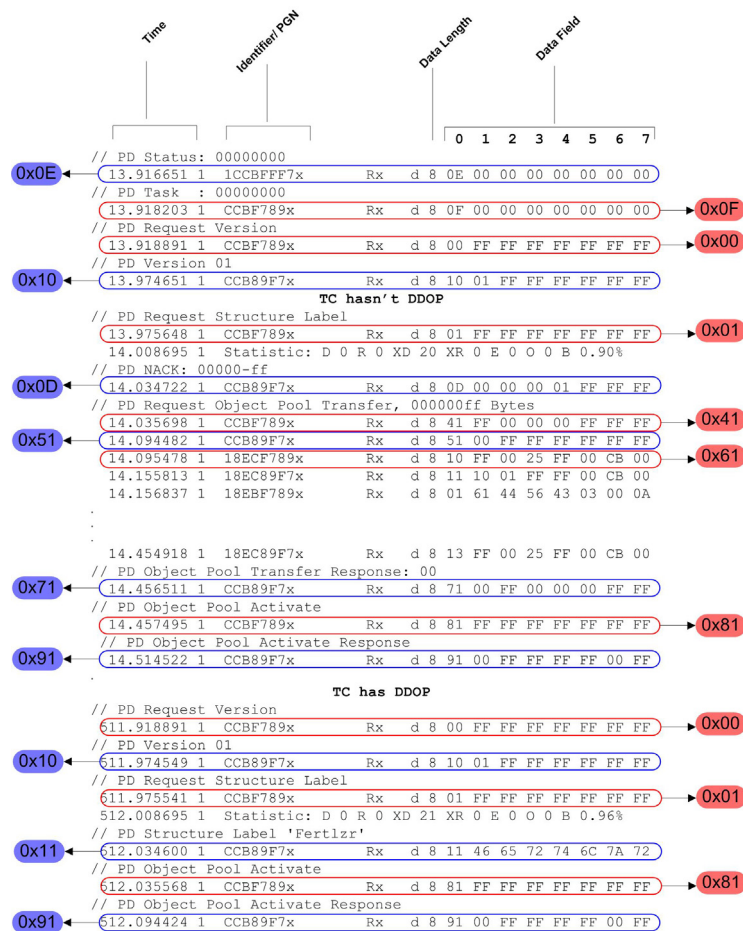 Time
Identifier/ PGN
Data Length
Data Field
0 1 2 3 4 5 6 7
// PD Status: 00000000
0x0E 13.916651 1 1CCBFFF7x Rx d 8 0E 00 00 00 00 00 00 00
// PD Task : 00000000
13.918203 1 CCBF789x Rx d 8 0F 00 00 00 00 00 00 00 0x0F
// PD Request Version
13.918891 1 CCBF789x Rx d 8 00 FF FF FF FF FF FF FF 0x00
// PD Version 01
0x10 13.974651 1 CCB89F7x Rx d 8 10 01 FF FF FF FF FF FF
TC hasn't DDOP
// PD Request Structure Label
13.975648 1 CCBF789x Rx d 8 01 FF FF FF FF FF FF FF 0x01
14.008695 1 Statistic: D 0 R 0 XD 20 XR 0 E 0 O 0 B 0.90%
// PD NACK: 00000-ff
0x0D 14.034722 1 CCB89F7x Rx d 8 0D 00 00 00 01 FF FF FF
// PD Request Object Pool Transfer, 000000ff Bytes
14.035698 1 CCBF789x Rx d 8 41 FF 00 00 00 FF FF FF 0x41
0x51 14.094482 1 CCB89F7x Rx d 8 51 00 FF FF FF FF FF FF
14.095478 1 18ECF789x Rx d 8 10 FF 00 25 FF 00 CB 00 0x61
14.155813 1 18EC89F7x Rx d 8 11 10 01 FF FF 00 CB 00
14.156837 1 18EBF789x Rx d 8 01 61 44 56 43 03 00 0A
.
.
.
14.454918 1 18EC89F7x Rx d 8 13 FF 00 25 FF 00 CB 00
// PD Object Pool Transfer Response: 00
0x71 14.456511 1 CCB89F7x Rx d 8 71 00 FF 00 00 00 FF FF
// PD Object Pool Activate
14.457495 1 CCBF789x Rx d 8 81 FF FF FF FF FF FF FF 0x81
// PD Object Pool Activate Response
0x91 14.514522 1 CCB89F7x Rx d 8 91 00 FF FF FF FF 00 FF
.
TC has DDOP
// PD Request Version
511.918891 1 CCBF789x Rx d 8 00 FF FF FF FF FF FF FF 0x00
// PD Version 01
0x10 511.974549 1 CCB89F7x Rx d 8 10 01 FF FF FF FF FF FF
// PD Request Structure Label
511.975541 1 CCBF789x Rx d 8 01 FF FF FF FF FF FF FF 0x01
512.008695 1 Statistic: D 0 R 0 XD 21 XR 0 E 0 O 0 B 0.96%
// PD Structure Label 'Fertlzr'
0x11 512.034600 1 CCB89F7x Rx d 8 11 46 65 72 74 6C 7A 72
// PD Object Pool Activate
512.035568 1 CCBF789x Rx d 8 81 FF FF FF FF FF FF FF 0x81
// PD Object Pool Activate Response
0x91 512.094424 1 CCB89F7x Rx d 8 91 00 FF FF FF FF 00 FF